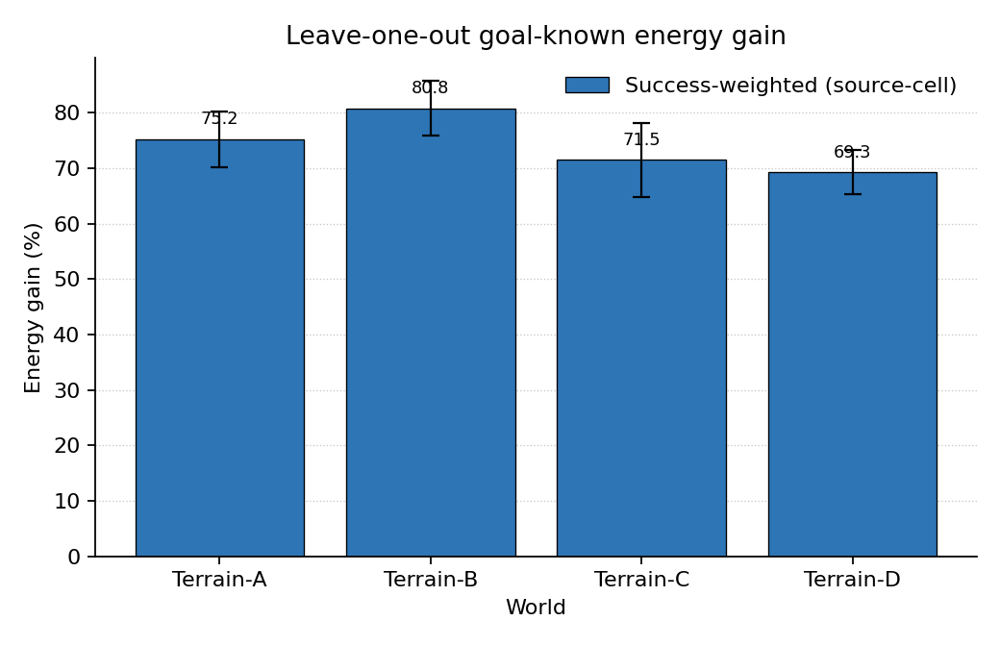 Leave-one-out goal-known energy gain
Success-weighted (source-cell)
Energy gain (%)
80
70
60
50
40
30
20
10
0
75.2
80.8
71.5
69.3
Terrain-A
Terrain-B
Terrain-C
Terrain-D
World